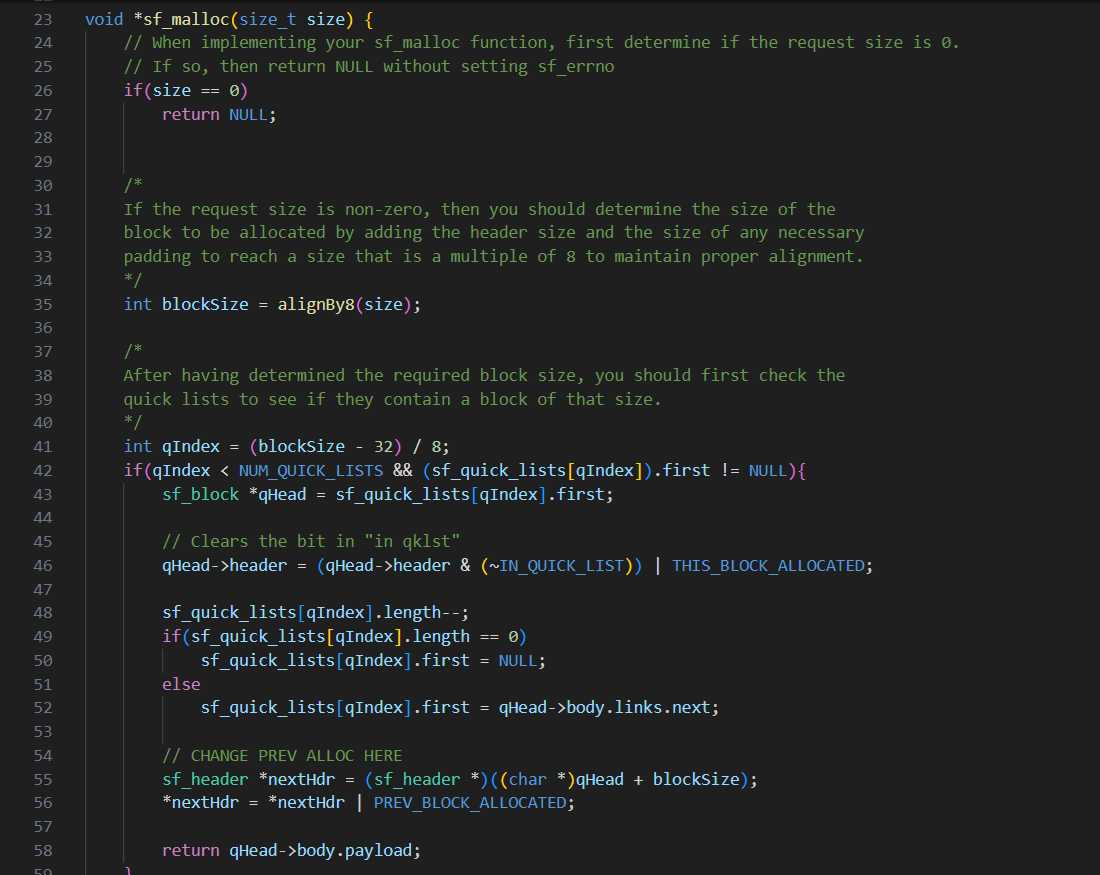 23 void *sf_malloc(size_t size) {
24 // When implementing your sf_malloc function, first determine if the request size is 0.
25 // If so, then return NULL without setting sf_errno
26 if(size == 0)
27 return NULL;
28
29
30 /*
31 If the request size is non-zero, then you should determine the size of the
32 block to be allocated by adding the header size and the size of any necessary
33 padding to reach a size that is a multiple of 8 to maintain proper alignment.
34 */
35 int blockSize = alignBy8(size);
36
37 /*
38 After having determined the required block size, you should first check the
39 quick lists to see if they contain a block of that size.
40 */
41 int qIndex = (blockSize - 32) / 8;
42 if(qIndex < NUM_QUICK_LISTS && (sf_quick_lists[qIndex]).first != NULL){
43 sf_block *qHead = sf_quick_lists[qIndex].first;
44
45 // Clears the bit in "in qklst"
46 qHead->header = (qHead->header & (~IN_QUICK_LIST)) | THIS_BLOCK_ALLOCATED;
47
48 sf_quick_lists[qIndex].length--;
49 if(sf_quick_lists[qIndex].length == 0)
50 sf_quick_lists[qIndex].first = NULL;
51 else
52 sf_quick_lists[qIndex].first = qHead->body.links.next;
53
54 // CHANGE PREV ALLOC HERE
55 sf_header *nextHdr = (sf_header *)((char *)qHead + blockSize);
56 *nextHdr = *nextHdr | PREV_BLOCK_ALLOCATED;
57
58 return qHead->body.payload;
59 }